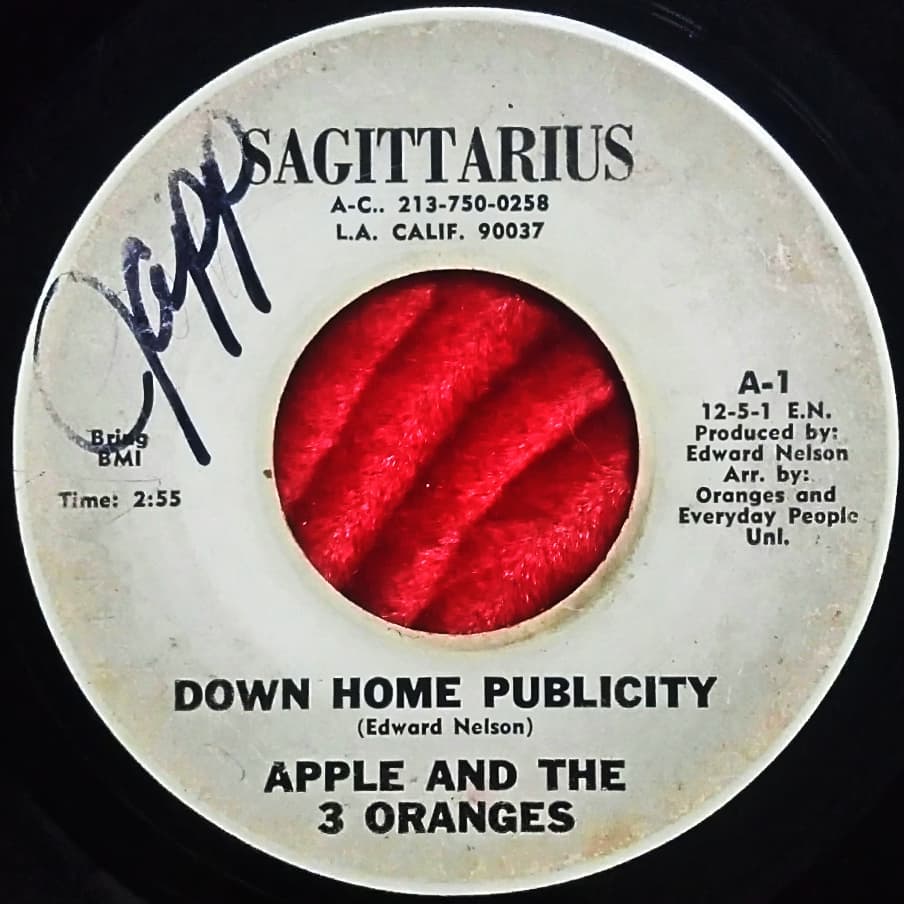 SAGITTARIUS
A-C.. 213-750-0258
L.A. CALIF. 90037
Bring
BMI
Time: 2:55
A-1
12-5-1 E.N.
Produced by:
Edward Nelson
Arr. by:
Oranges and
Everyday People
Unl.
DOWN HOME PUBLICITY
(Edward Nelson)
APPLE AND THE
3 ORANGES